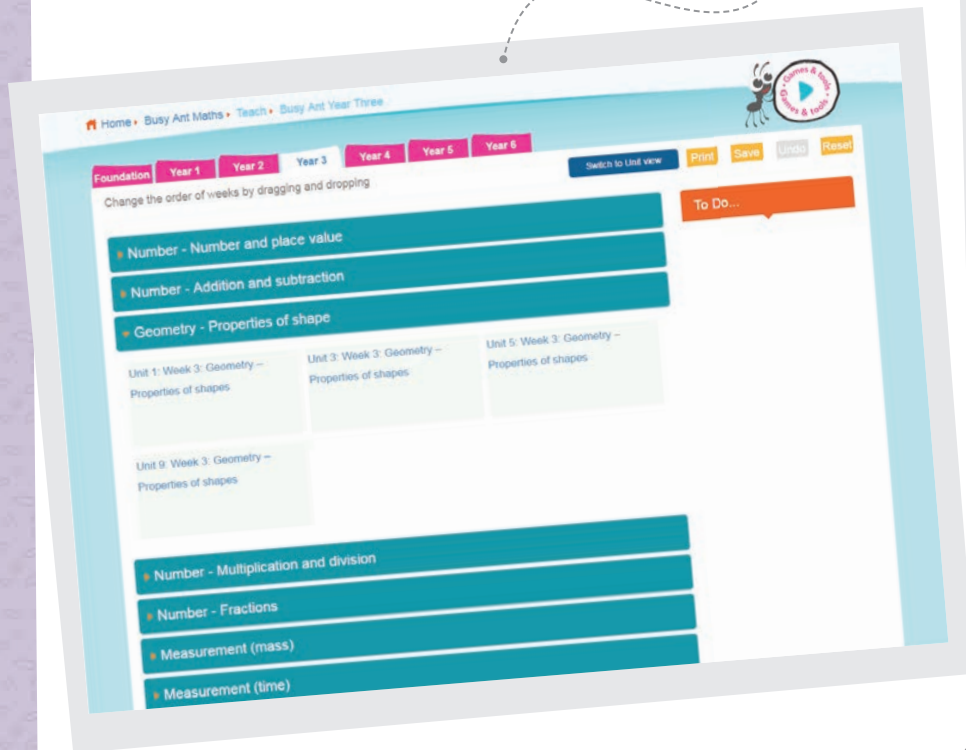 Home Busy Ant Maths Teach Busy Ant Year Three
Games & tools
Games & tools
Foundation Year 1 Year 2 Year 3 Year 4 Year 5 Year 6
Switch to Unit view Print Save Undo Reset
Change the order of weeks by dragging and dropping
To Do...
Number - Number and place value
Number - Addition and subtraction
Geometry - Properties of shape
Unit 1: Week 3: Geometry –
Properties of shapes
Unit 3: Week 3: Geometry –
Properties of shapes
Unit 5: Week 3: Geometry –
Properties of shapes
Unit 9: Week 3: Geometry –
Properties of shapes
Number - Multiplication and division
Number - Fractions
Measurement (mass)
Measurement (time)